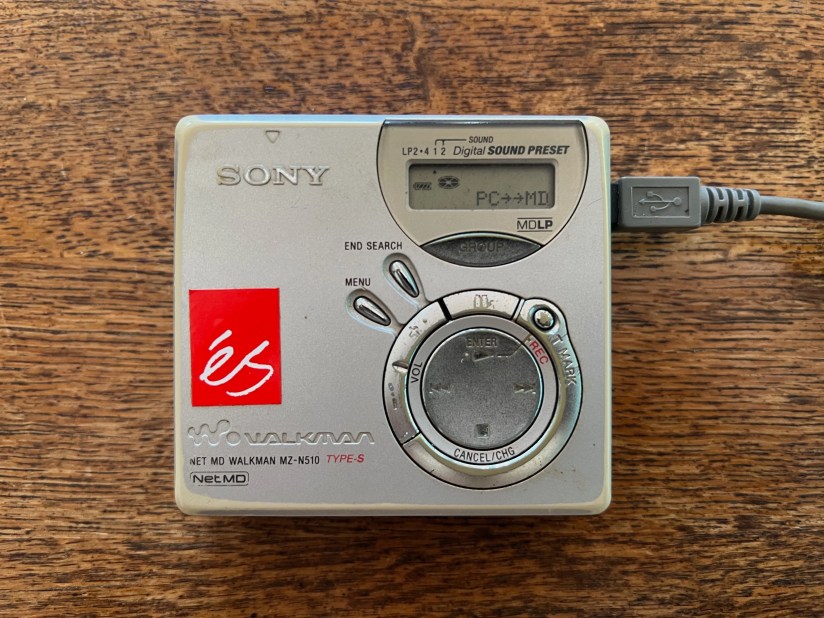 SONY
SOUND
LP2•4 1 2 Digital SOUND PRESET
PC→→MD
MDLP
GROUP
END SEARCH
MENU
ENTER
•REC
T MARK
VOL
CANCEL/CHG
és
WALKMAN
NET MD WALKMAN MZ-N510 TYPE-S
NetMD